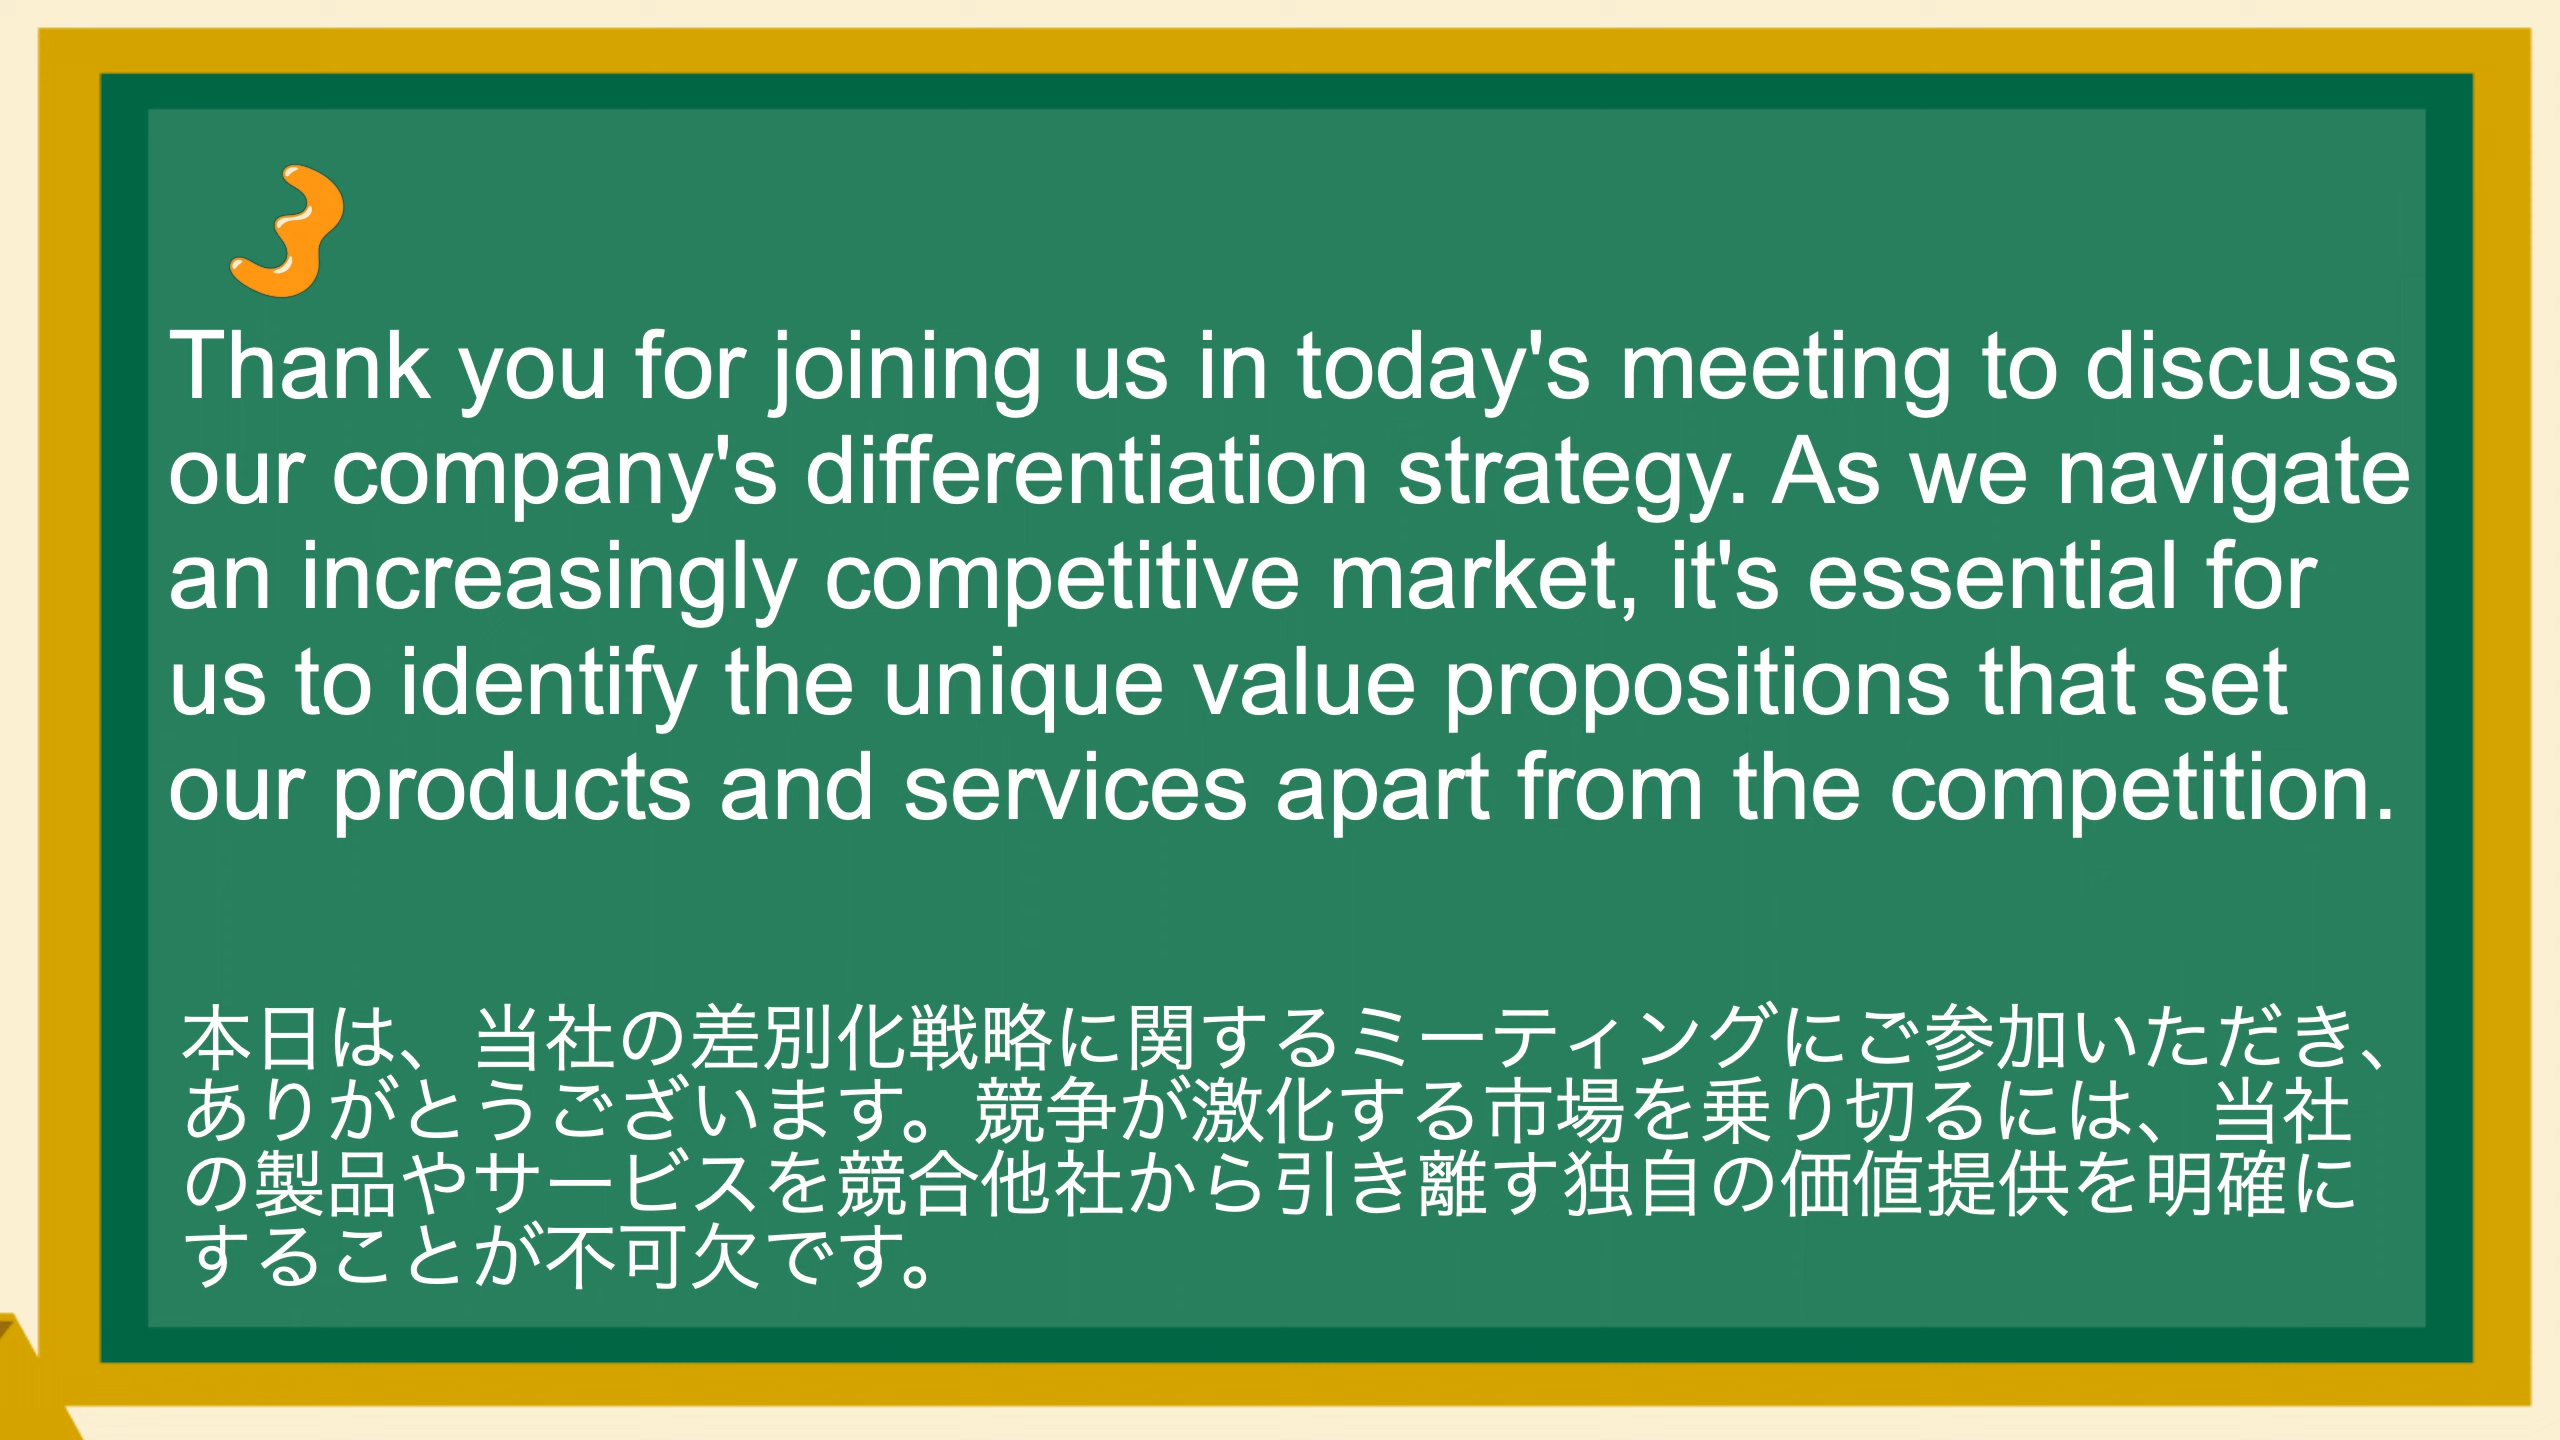 3
Thank you for joining us in today's meeting to discuss
our company's differentiation strategy. As we navigate
an increasingly competitive market, it's essential for
us to identify the unique value propositions that set
our products and services apart from the competition.
本日は、当社の差別化戦略に関するミーティングにご参加いただき、
ありがとうございます。競争が激化する市場を乗り切るには、当社
の製品やサービスを競合他社から引き離す独自の価値提供を明確に
することが不可欠です。